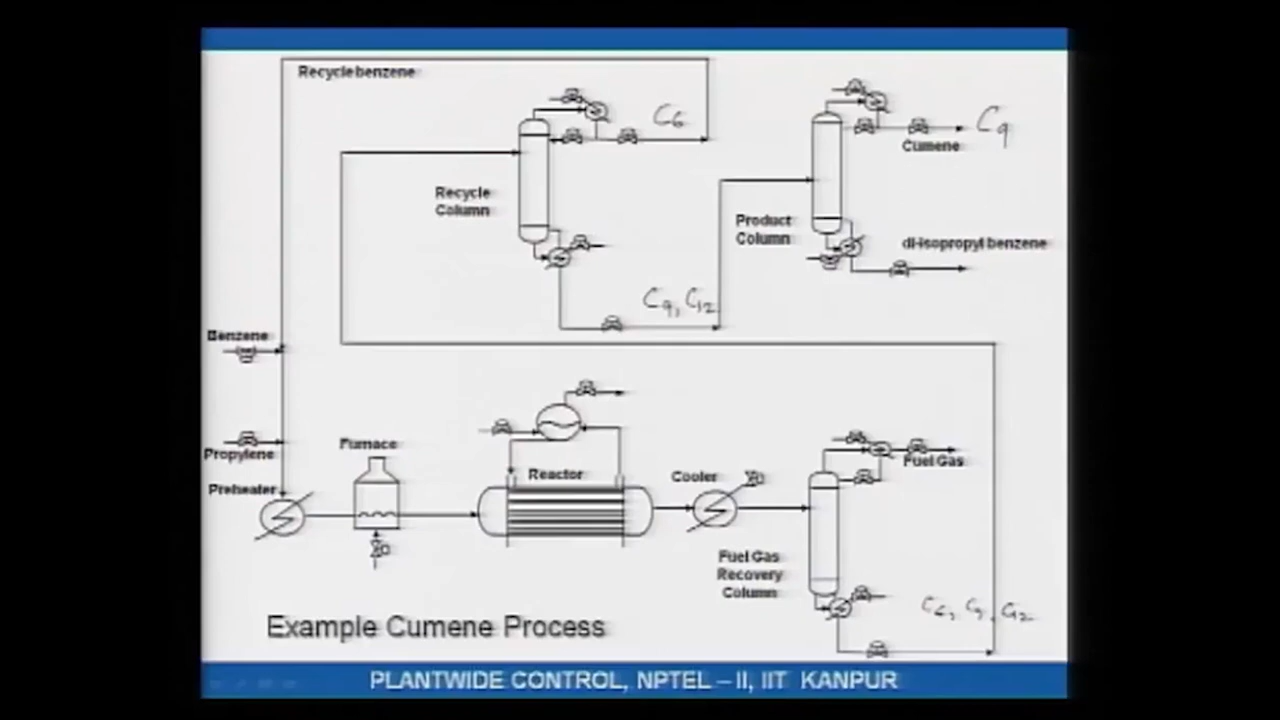 Recycle benzene
C6
C9
Cumene
Recycle
Column
Product
Column
di-isopropyl benzene
C9, C12
Benzene
Propylene
Furnace
Preheater
Reactor
Cooler
Fuel Gas
Fuel Gas
Recovery
Column
C6, C9, C12
Example Cumene Process
PLANTWIDE CONTROL, NPTEL – II, IIT KANPUR